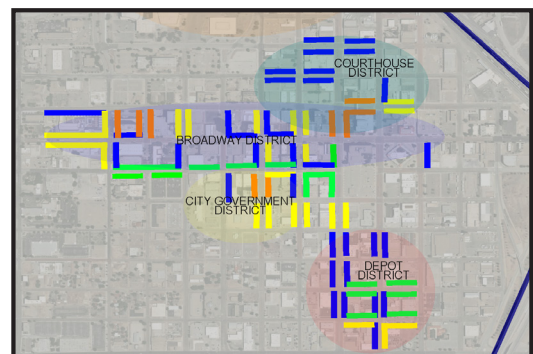 COURTHOUSE
DISTRICT
BROADWAY DISTRICT
CITY GOVERNMENT
DISTRICT
DEPOT
DISTRICT